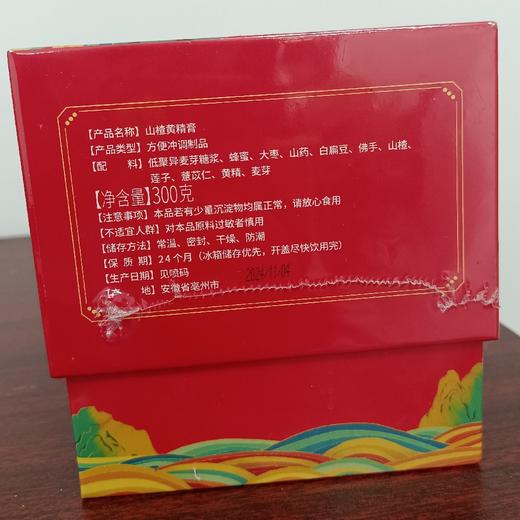 【产品名称】山楂黄精膏
【产品类型】方便冲调制品
【配　　料】低聚异麦芽糖浆、蜂蜜、大枣、山药、白扁豆、佛手、山楂、
莲子、薏苡仁、黄精、麦芽
【净含量】300克
【注意事项】本品若有少量沉淀物均属正常，请放心食用
【不适宜人群】对本品原料过敏者慎用
【储存方法】常温、密封、干燥、防潮
【保 质 期】24个月（冰箱储存优先，开盖尽快饮用完）
【生产日期】见喷码 2024/11/04
【产　　地】安徽省亳州市